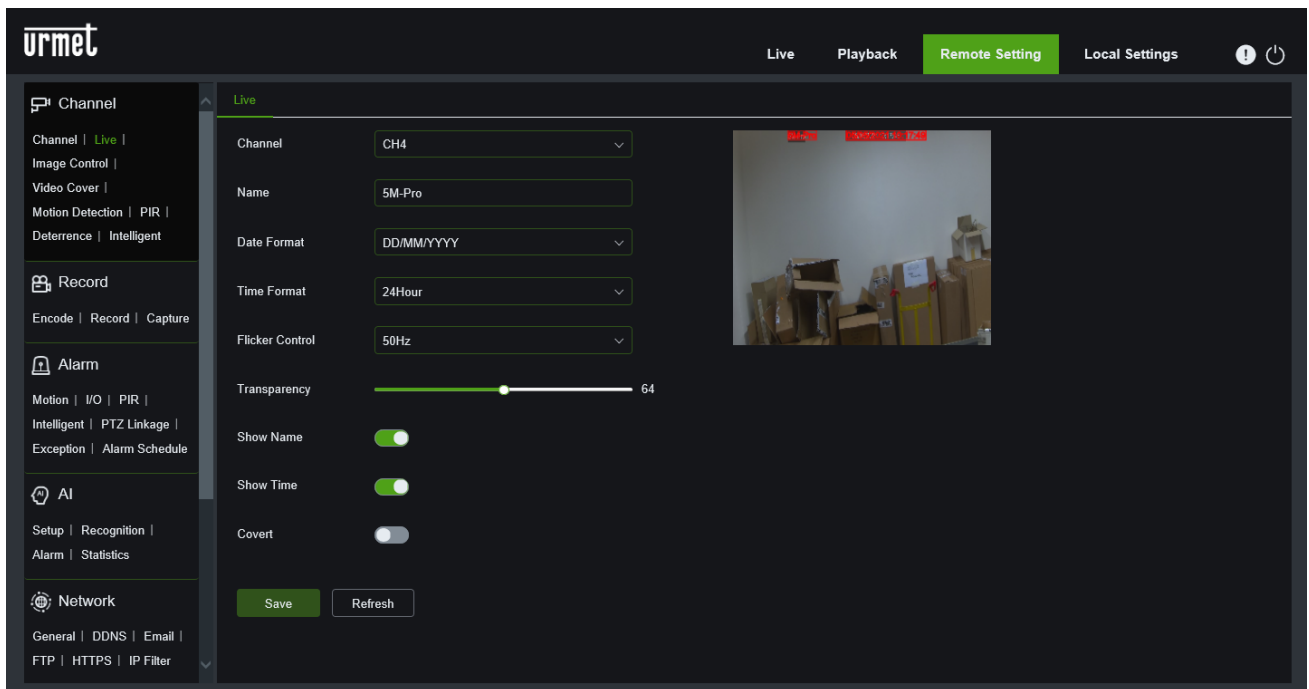 urmet
Live Playback Remote Setting Local Settings
Channel
Channel | Live |
Image Control |
Video Cover |
Motion Detection | PIR |
Deterrence | Intelligent
Record
Encode | Record | Capture
Alarm
Motion | I/O | PIR |
Intelligent | PTZ Linkage |
Exception | Alarm Schedule
AI
Setup | Recognition |
Alarm | Statistics
Network
General | DDNS | Email |
FTP | HTTPS | IP Filter
Live
Channel CH4
Name 5M-Pro
Date Format DD/MM/YYYY
Time Format 24Hour
Flicker Control 50Hz
Transparency 64
Show Name
Show Time
Covert
Save Refresh